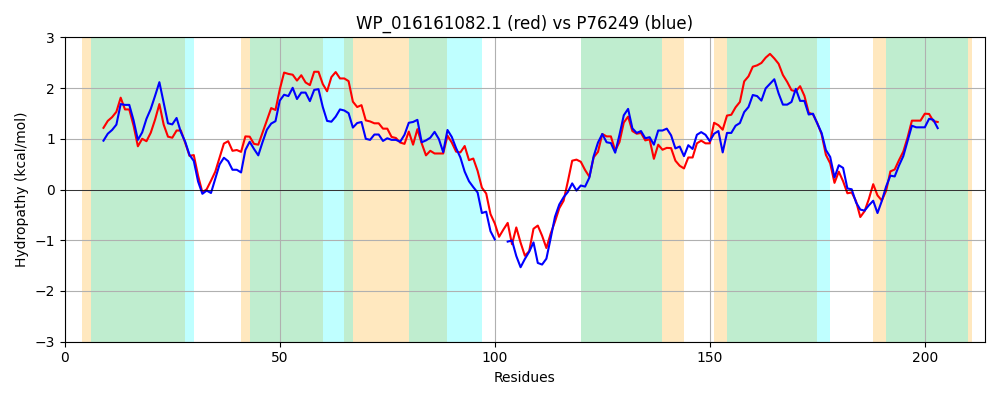 WP_016161082.1 (red) vs P76249 (blue)
Hydropathy (kcal/mol)
3
2
1
0
−1
−2
−3
0 50 100 150 200
Residues